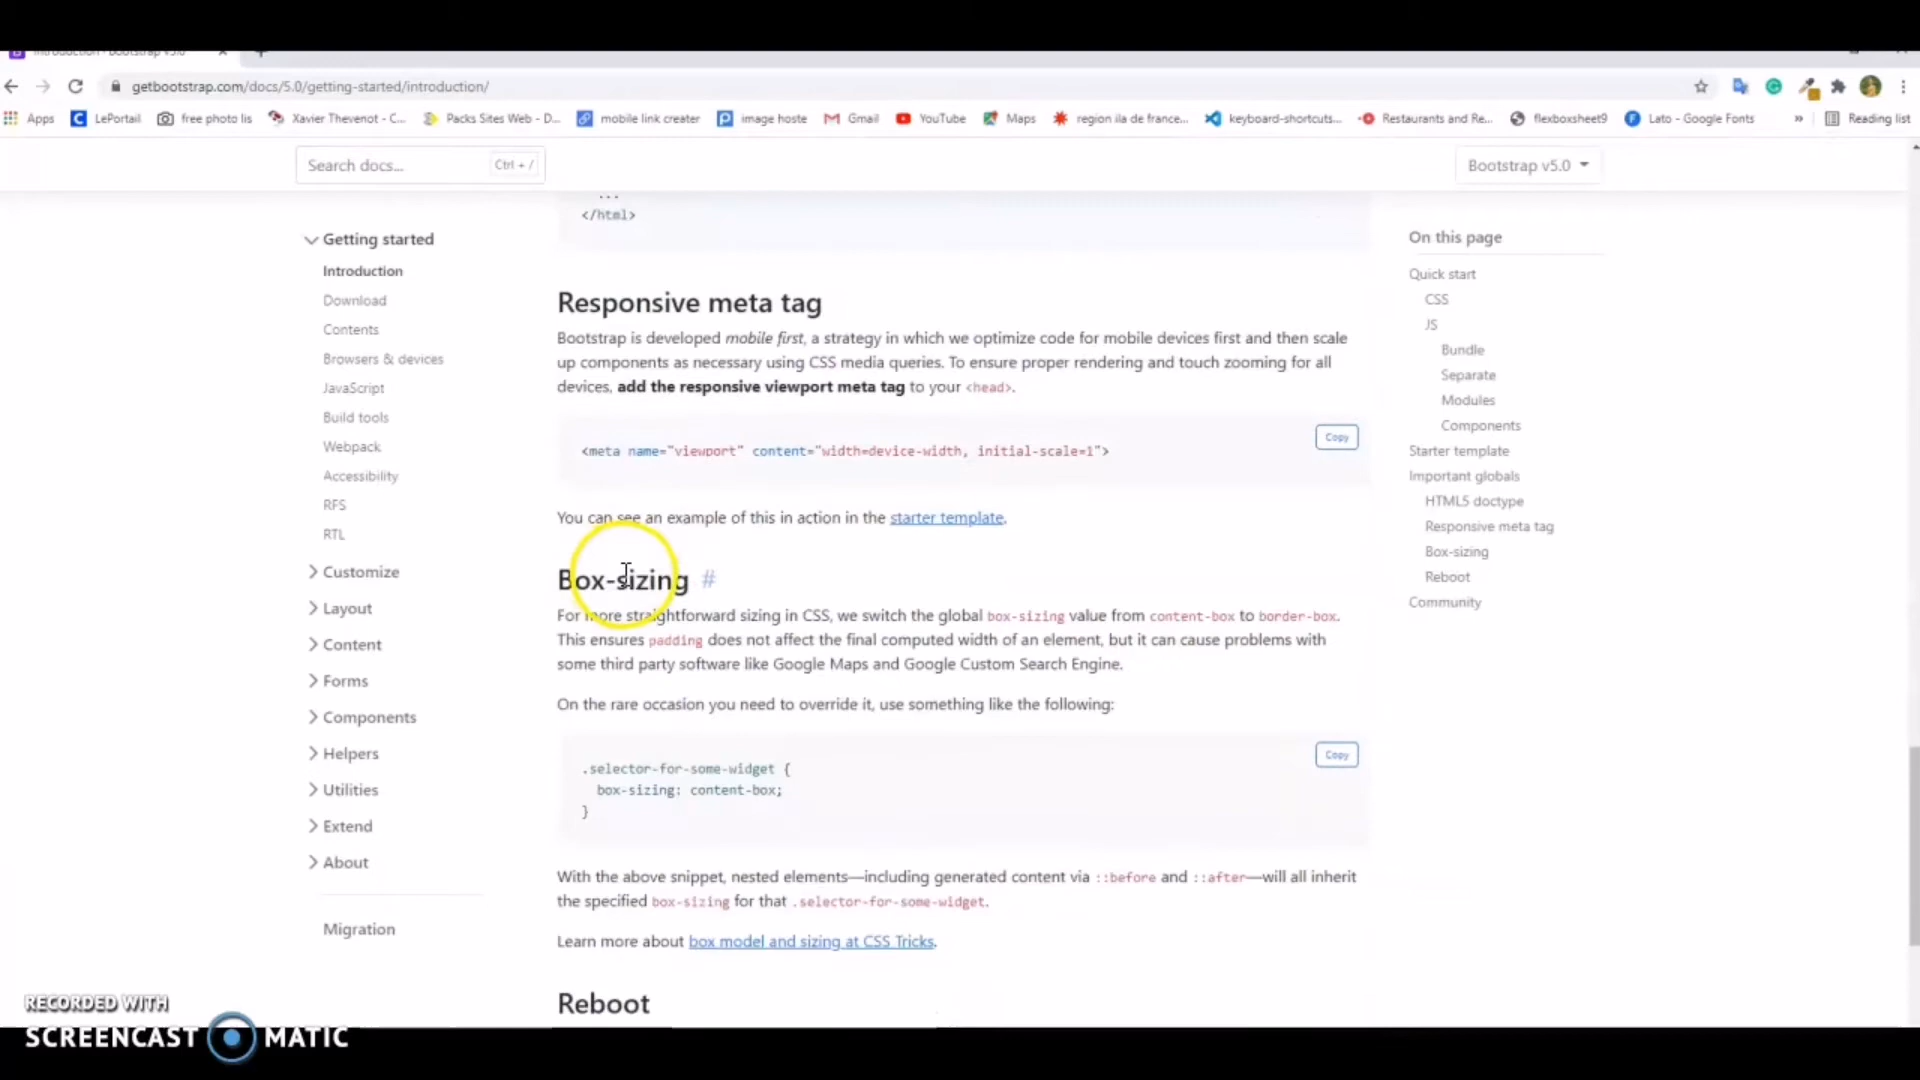 Introduction · Bootstrap v5.0
getbootstrap.com/docs/5.0/getting-started/introduction/
Apps LePortail free photo lis Xavier Thevenot - C... Packs Sites Web - D... mobile link creater image hoste Gmail YouTube Maps region ila de france... keyboard-shortcuts... Restaurants and Re... flexboxsheet9 Lato - Google Fonts » Reading list
Search docs... Ctrl + /
Bootstrap v5.0
Getting started
Introduction
Download
Contents
Browsers & devices
JavaScript
Build tools
Webpack
Accessibility
RFS
RTL
Customize
Layout
Content
Forms
Components
Helpers
Utilities
Extend
About
Migration
...
</html>
Responsive meta tag
Bootstrap is developed mobile first, a strategy in which we optimize code for mobile devices first and then scale
up components as necessary using CSS media queries. To ensure proper rendering and touch zooming for all
devices, add the responsive viewport meta tag to your <head>.
Copy
<meta name="viewport" content="width=device-width, initial-scale=1">
You can see an example of this in action in the starter template.
Box-sizing #
For more straightforward sizing in CSS, we switch the global box-sizing value from content-box to border-box.
This ensures padding does not affect the final computed width of an element, but it can cause problems with
some third party software like Google Maps and Google Custom Search Engine.
On the rare occasion you need to override it, use something like the following:
Copy
.selector-for-some-widget {
box-sizing: content-box;
}
With the above snippet, nested elements—including generated content via ::before and ::after—will all inherit
the specified box-sizing for that .selector-for-some-widget.
Learn more about box model and sizing at CSS Tricks.
Reboot
On this page
Quick start
CSS
JS
Bundle
Separate
Modules
Components
Starter template
Important globals
HTML5 doctype
Responsive meta tag
Box-sizing
Reboot
Community
RECORDED WITH
SCREENCAST MATIC